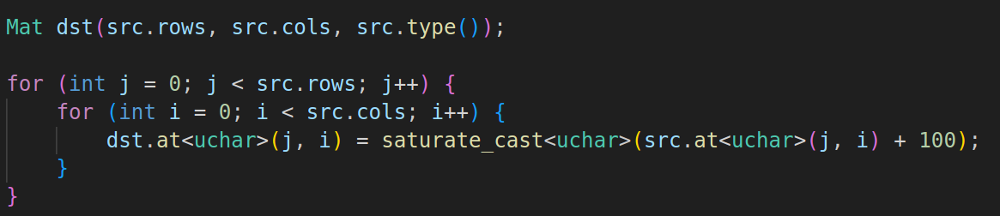 Mat dst(src.rows, src.cols, src.type());
for (int j = 0; j < src.rows; j++) {
for (int i = 0; i < src.cols; i++) {
dst.at<uchar>(j, i) = saturate_cast<uchar>(src.at<uchar>(j, i) + 100);
}
}